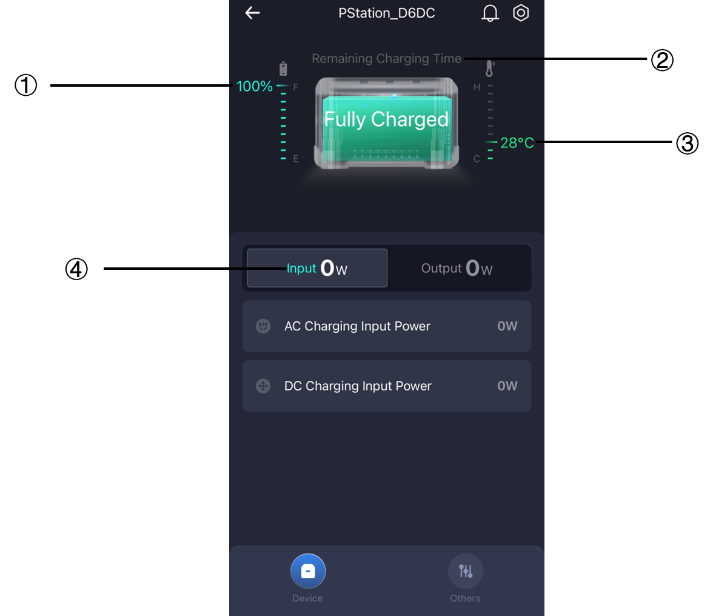 PStation_D6DC
Remaining Charging Time
②
①
100%
F
H
Fully Charged
28°C
③
E
C
④
Input 0W
Output 0W
AC Charging Input Power 0W
DC Charging Input Power 0W
Device
Others